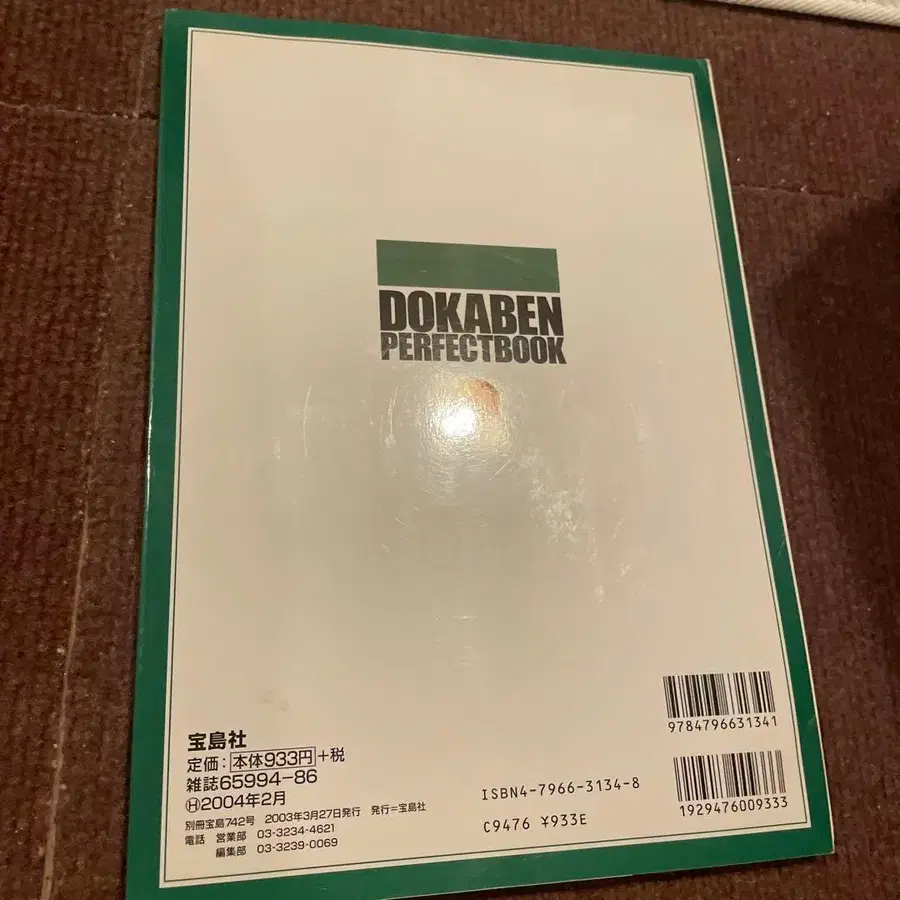 DOKABEN
PERFECTBOOK
9784796631341
宝島社
定価：本体933円+税
雑誌65994-86
Ⓗ2004年2月
別冊宝島742号 2003年3月27日発行 発行＝宝島社
電話 営業部 03-3234-4621
編集部 03-3239-0069
ISBN4-7966-3134-8
C9476 ¥933E
1929476009333